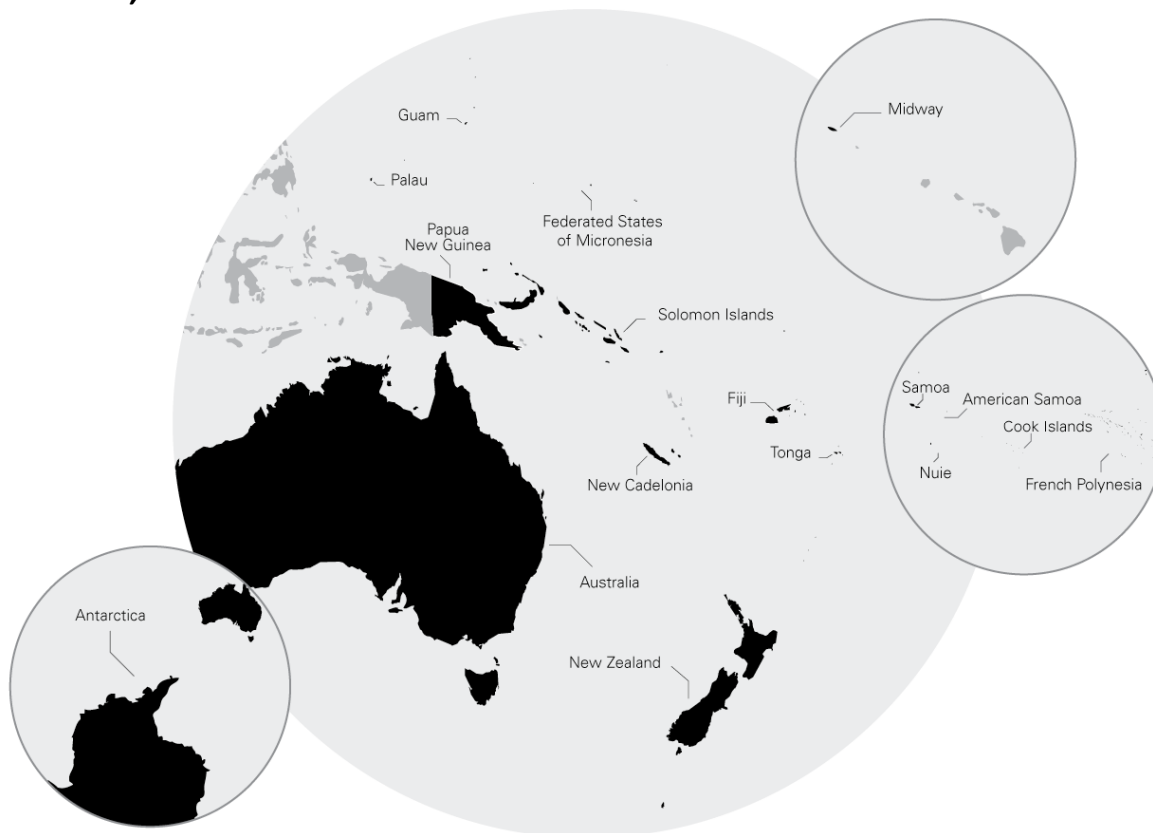 Guam
Midway
Palau
Federated States
of Micronesia
Papua
New Guinea
Solomon Islands
Samoa
American Samoa
Fiji
Cook Islands
Tonga
Nuie
New Cadelonia
French Polynesia
Australia
Antarctica
New Zealand